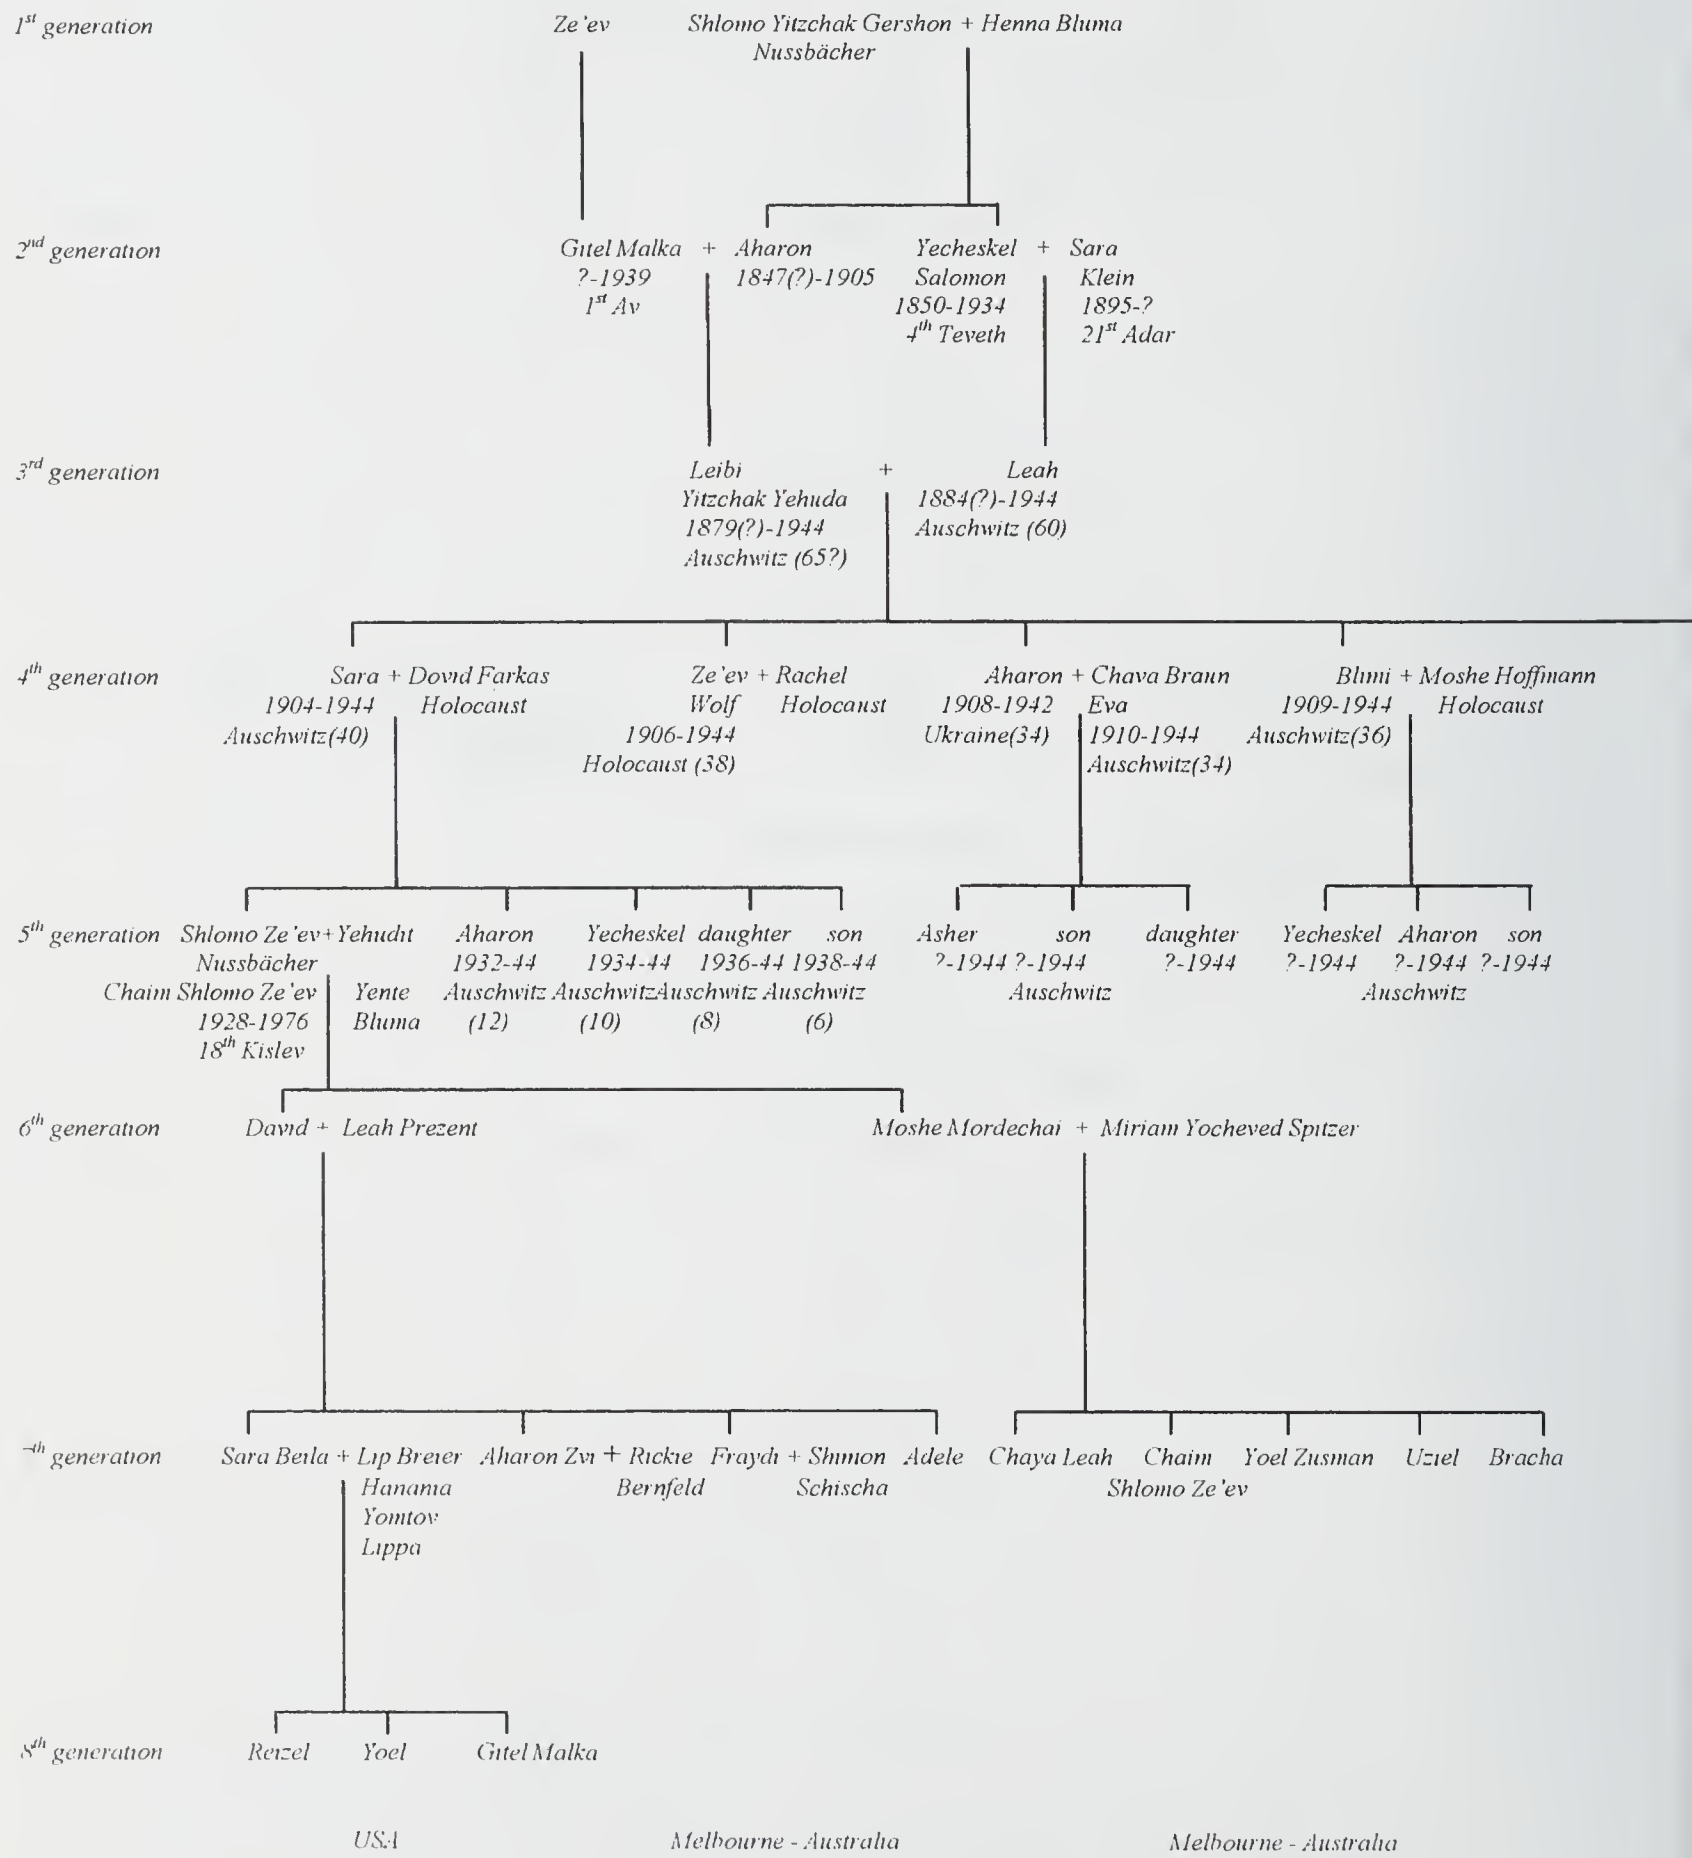 1st generation Ze'ev Shlomo Yitzchak Gershon + Henna Bluma
Nussbächer
2nd generation Gitel Malka + Aharon Yecheskel + Sara
?-1939 1847(?)-1905 Salomon Klein
1st Av 1850-1934 1895-?
4th Teveth 21st Adar
3rd generation Leibi + Leah
Yitzchak Yehuda 1884(?)-1944
1879(?)-1944 Auschwitz (60)
Auschwitz (65?)
4th generation Sara + Dovid Farkas Ze'ev + Rachel Aharon + Chava Braun Blimi + Moshe Hoffmann
1904-1944 Holocaust Wolf Holocaust 1908-1942 Eva 1909-1944 Holocaust
Auschwitz(40) 1906-1944 Ukraine(34) 1910-1944 Auschwitz(36)
Holocaust (38) Auschwitz(34)
5th generation Shlomo Ze'ev+Yehudit Aharon Yecheskel daughter son Asher son daughter Yecheskel Aharon son
Nussbächer 1932-44 1934-44 1936-44 1938-44 ?-1944 ?-1944 ?-1944 ?-1944 ?-1944 ?-1944
Chaim Shlomo Ze'ev Yente Auschwitz Auschwitz Auschwitz Auschwitz Auschwitz Auschwitz
1928-1976 Bluma (12) (10) (8) (6)
18th Kislev
6th generation David + Leah Prezent Moshe Mordechai + Miriam Yocheved Spitzer
7th generation Sara Beila + Lip Breier Aharon Zvi + Rickie Fraydi + Shimon Adele Chaya Leah Chaim Yoel Zusman Uziel Bracha
Hanania Bernfeld Schischa Shlomo Ze'ev
Yomtov
Lippa
8th generation Reizel Yoel Gitel Malka
USA Melbourne - Australia Melbourne - Australia